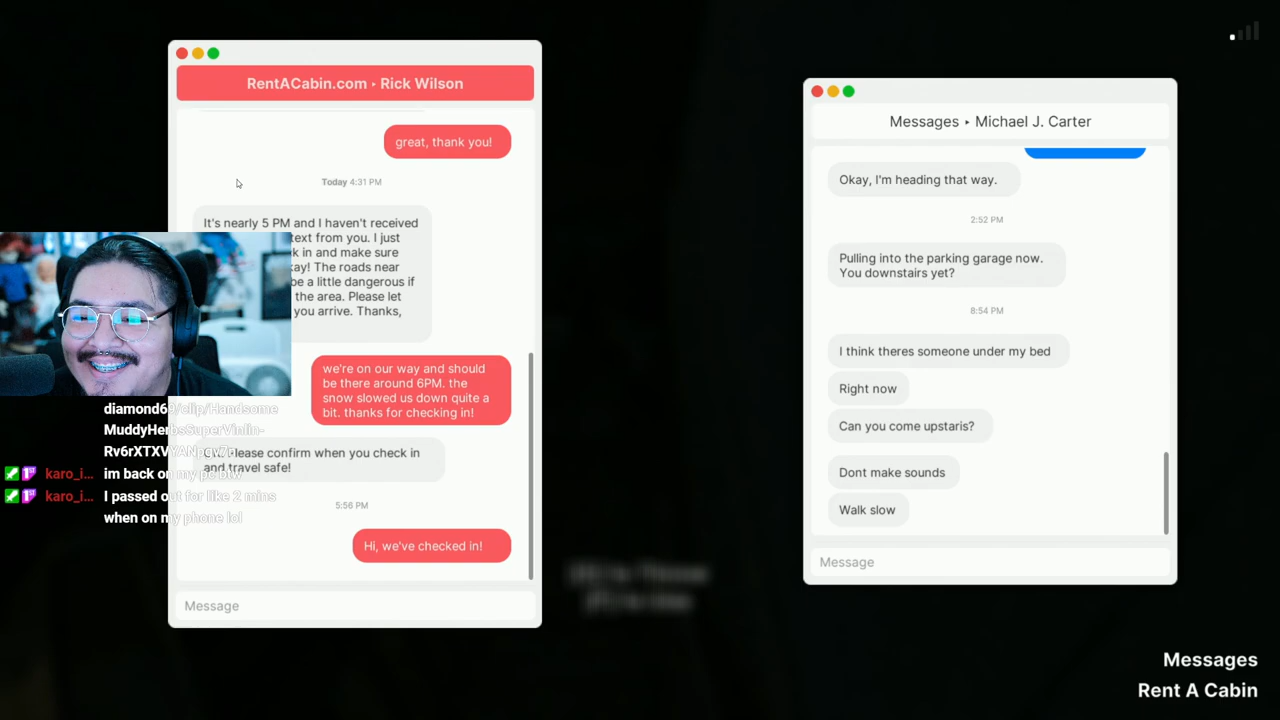 RentACabin.com ▸ Rick Wilson
great, thank you!
Today 4:31 PM
It's nearly 5 PM and I haven't received
text from you. I just
k in and make sure
kay! The roads near
be a little dangerous if
the area. Please let
you arrive. Thanks,
we're on our way and should
be there around 6PM. the
snow slowed us down quite a
bit. thanks for checking in!
Please confirm when you check in
and travel safe!
5:56 PM
Hi, we've checked in!
Message
diamond69/clip/Handsome
MuddyHerbsSuperVinlin-
karo_i... im back on my pc btw
karo_i... I passed out for like 2 mins
when on my phone lol
Messages ▸ Michael J. Carter
Okay, I'm heading that way.
2:52 PM
Pulling into the parking garage now.
You downstairs yet?
8:54 PM
I think theres someone under my bed
Right now
Can you come upstaris?
Dont make sounds
Walk slow
Message
Messages
Rent A Cabin